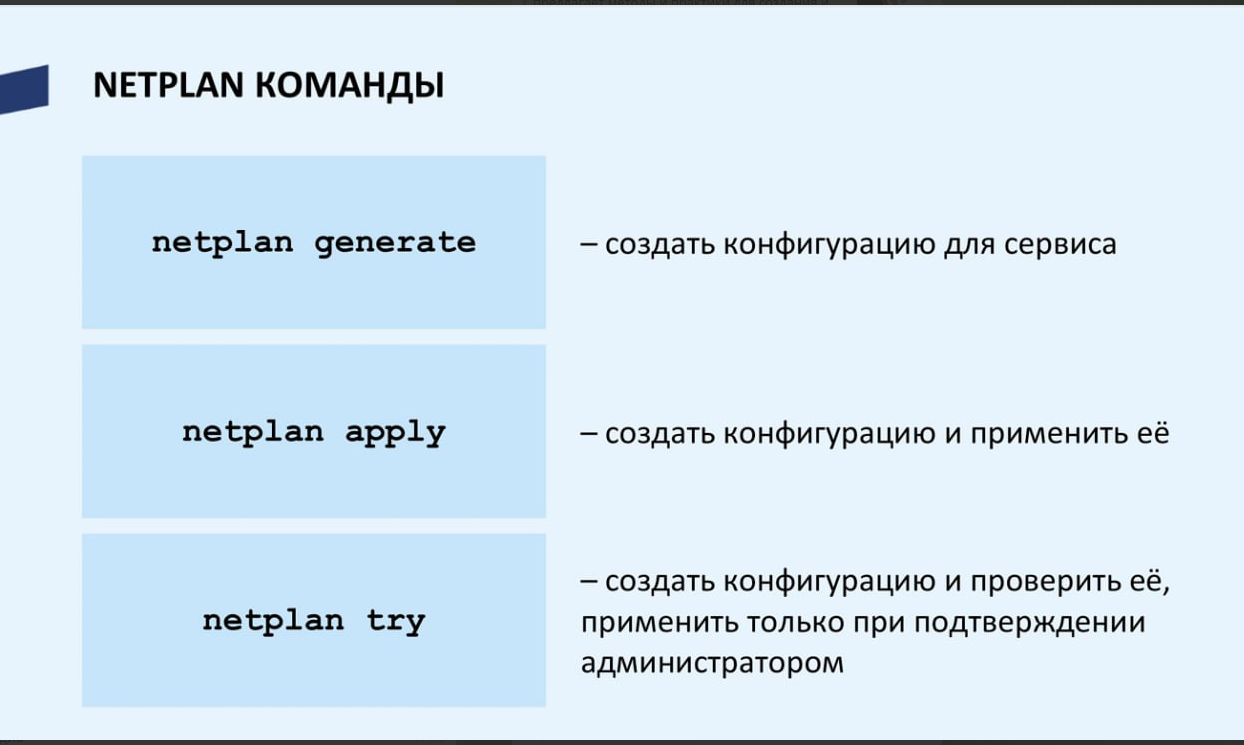 NETPLAN КОМАНДЫ
netplan generate
– создать конфигурацию для сервиса
netplan apply
– создать конфигурацию и применить её
netplan try
– создать конфигурацию и проверить её,
применить только при подтверждении
администратором